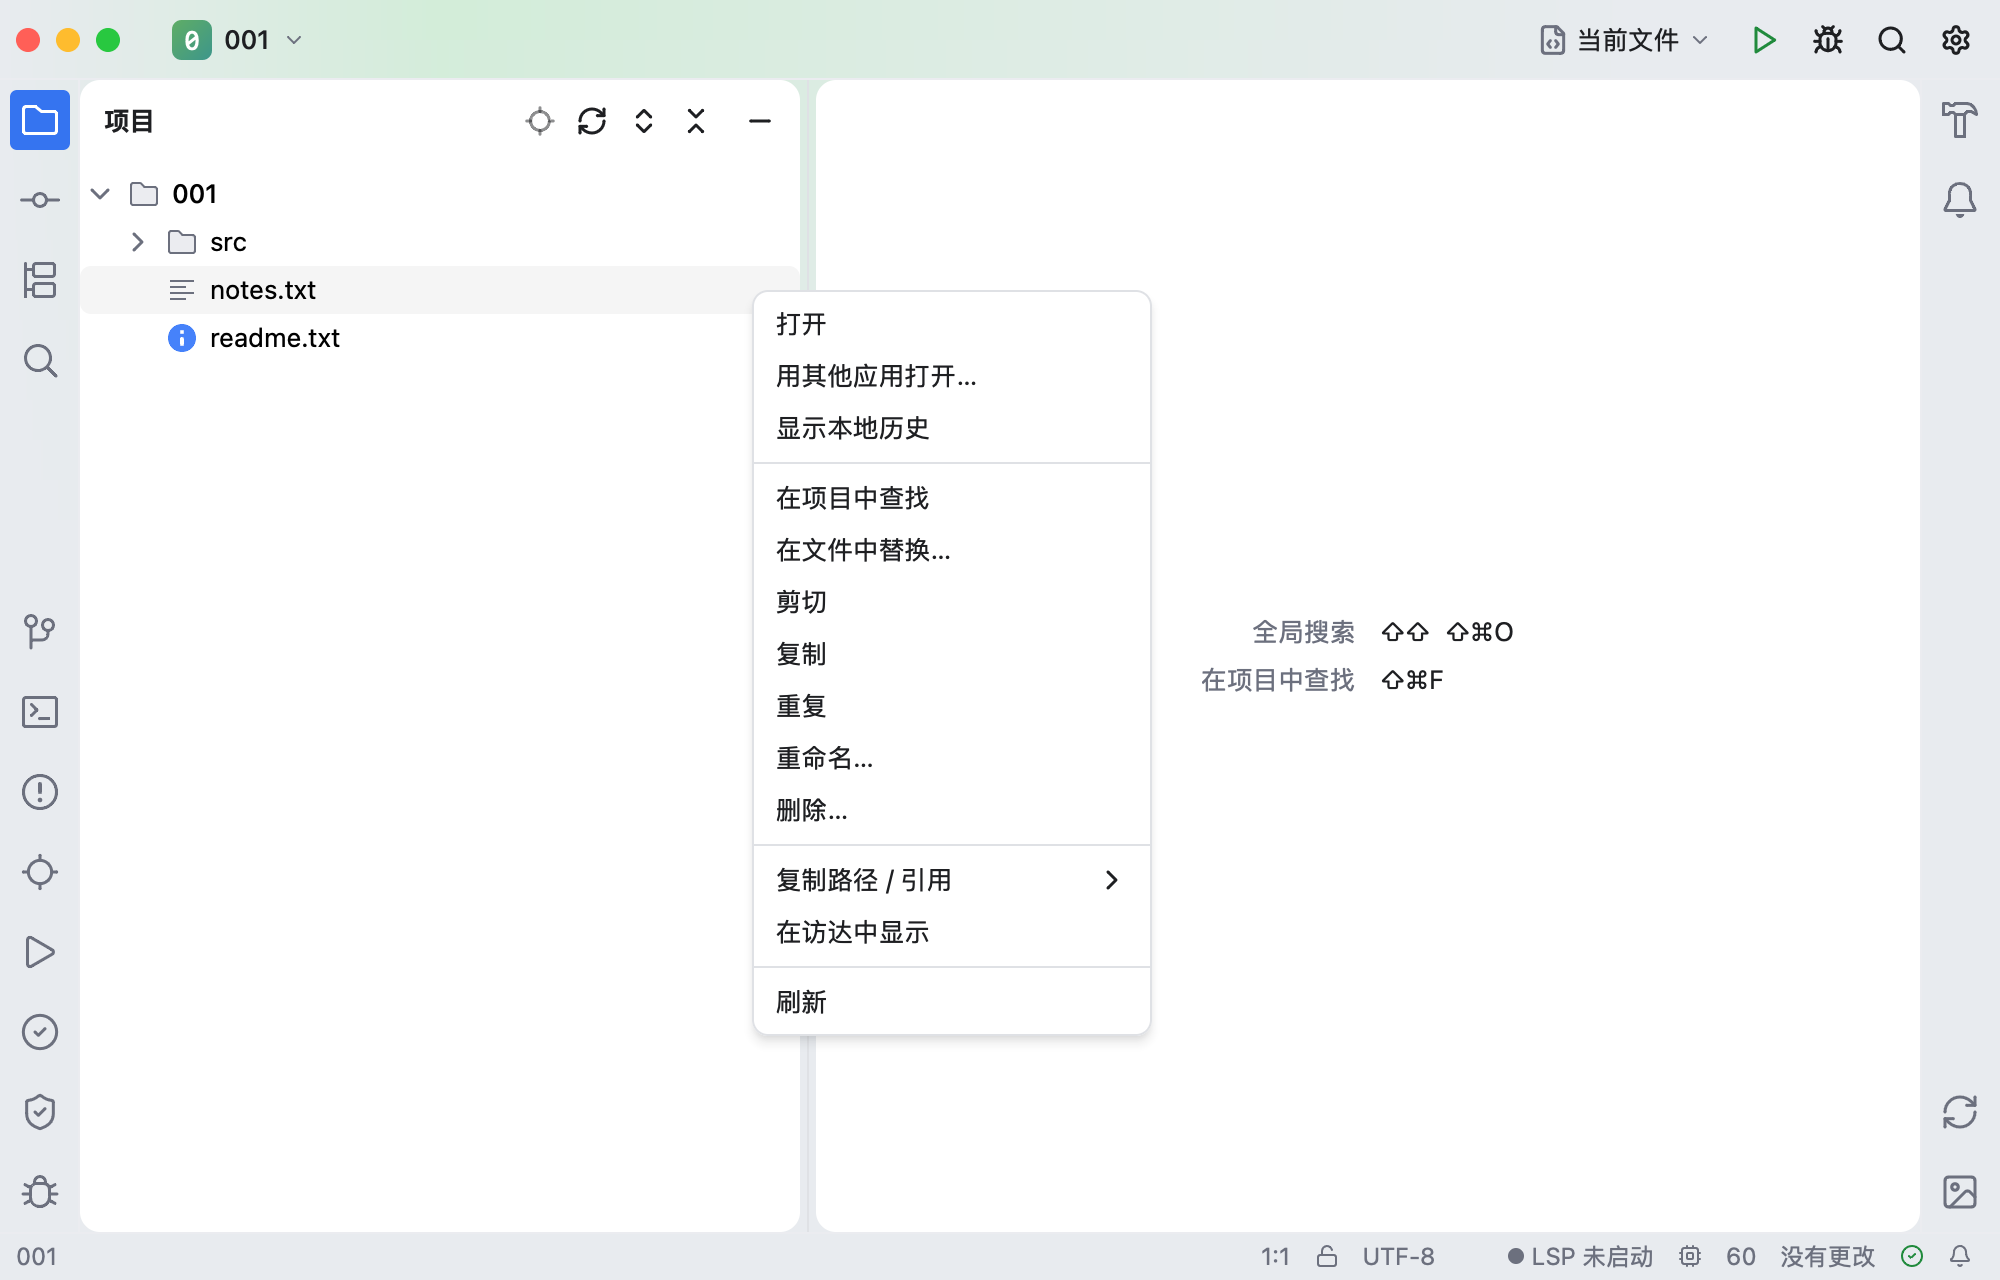 0 001
当前文件
项目
001
src
notes.txt
readme.txt
打开
用其他应用打开...
显示本地历史
在项目中查找
在文件中替换...
剪切
复制
重复
重命名...
删除...
复制路径 / 引用
在访达中显示
刷新
全局搜索 ⇧⇧ ⇧⌘O
在项目中查找 ⇧⌘F
001
1:1 UTF-8 LSP 未启动 60 没有更改